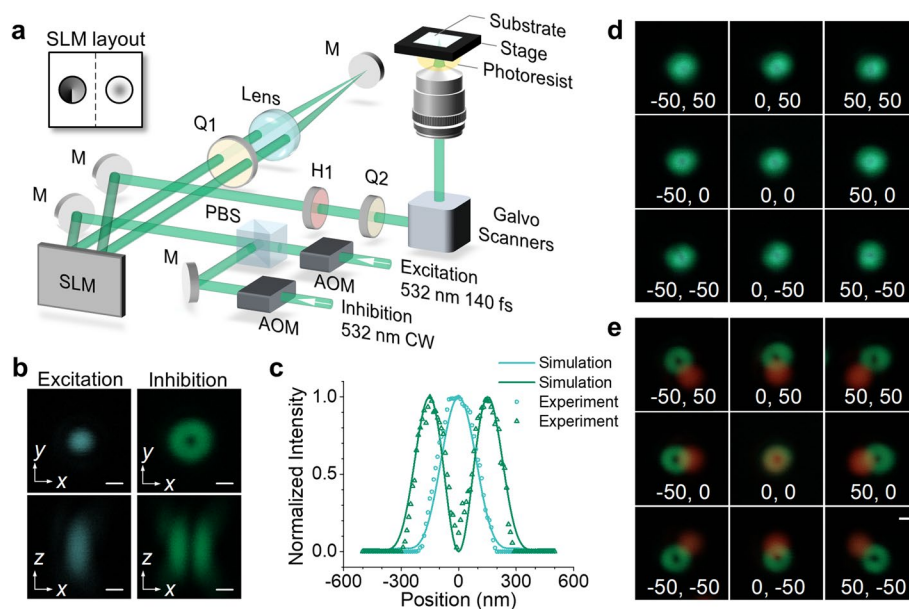 a
SLM layout
M
Lens
Q1
Substrate
Stage
Photoresist
M
M
H1
Q2
PBS
Galvo
Scanners
SLM
M
AOM
Excitation
532 nm 140 fs
AOM
Inhibition
532 nm CW
b
Excitation
Inhibition
y
x
y
x
z
x
z
x
c
Simulation
Simulation
Experiment
Experiment
Normalized Intensity
1.0
0.5
0.0
-600
-300
0
300
600
Position (nm)
d
-50, 50
0, 50
50, 50
-50, 0
0, 0
50, 0
-50, -50
0, -50
50, -50
e
-50, 50
0, 50
50, 50
-50, 0
0, 0
50, 0
-50, -50
0, -50
50, -50